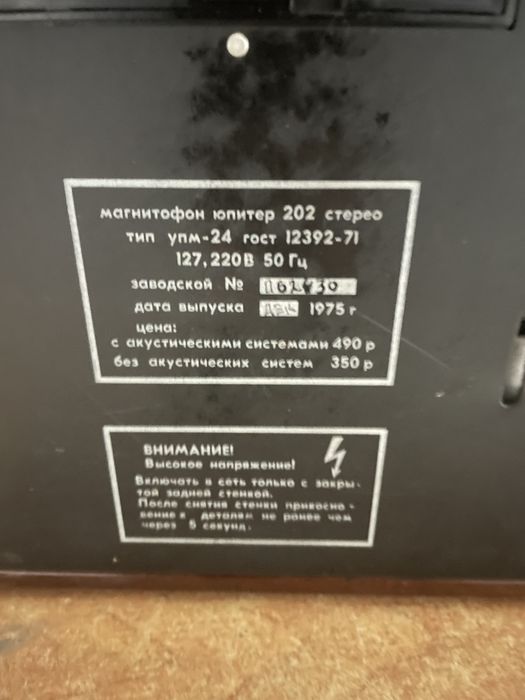 магнитофон юпитер 202 стерео
тип упм-24 гост 12392-71
127, 220 В 50 Гц
заводской №
дата выпуска дек 1975 г
цена:
с акустическими системами 490 р
без акустических систем 350 р
ВНИМАНИЕ!
Высокое напряжение!
Включать в сеть только с закры-
той задней стенкой.
После снятия стенки прикосно-
вение к деталям не ранее чем
через 5 секунд.